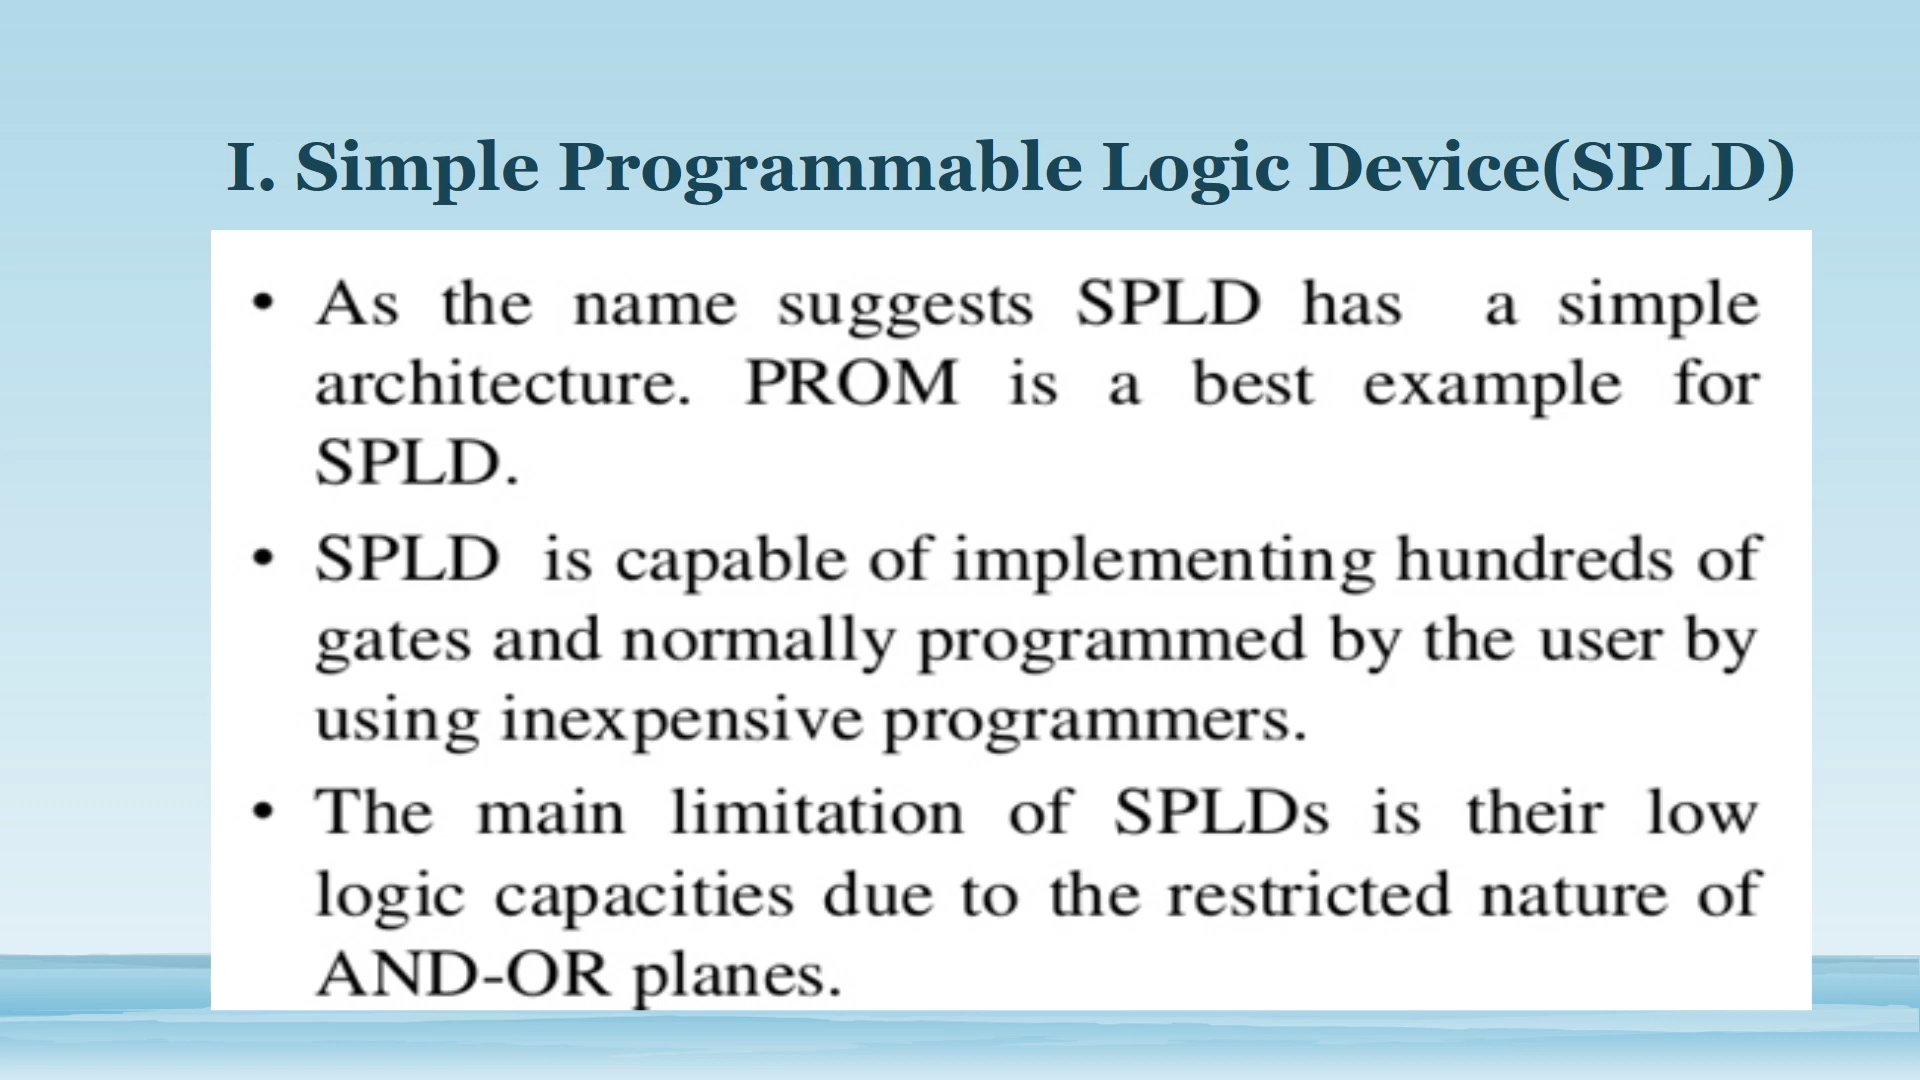 I. Simple Programmable Logic Device(SPLD)
• As the name suggests SPLD has a simple
architecture. PROM is a best example for
SPLD.
• SPLD is capable of implementing hundreds of
gates and normally programmed by the user by
using inexpensive programmers.
• The main limitation of SPLDs is their low
logic capacities due to the restricted nature of
AND-OR planes.